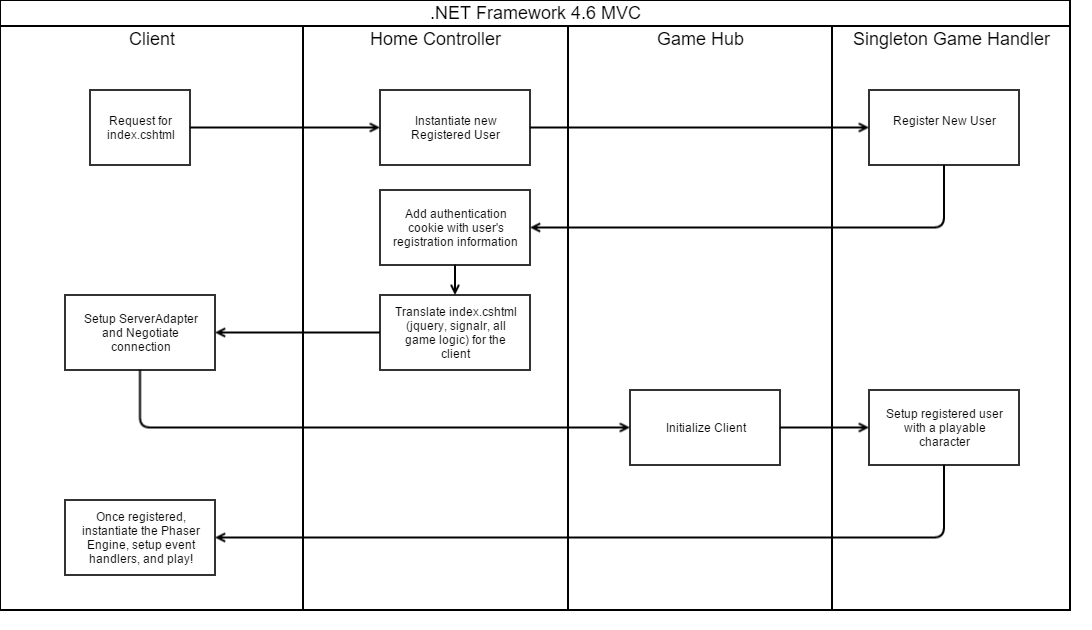 .NET Framework 4.6 MVC
Client
Home Controller
Game Hub
Singleton Game Handler
Request for
index.cshtml
Instantiate new
Registered User
Register New User
Add authentication
cookie with user's
registration information
Setup ServerAdapter
and Negotiate
connection
Translate index.cshtml
(jquery, signalr, all
game logic) for the
client
Initialize Client
Setup registered user
with a playable
character
Once registered,
instantiate the Phaser
Engine, setup event
handlers, and play!